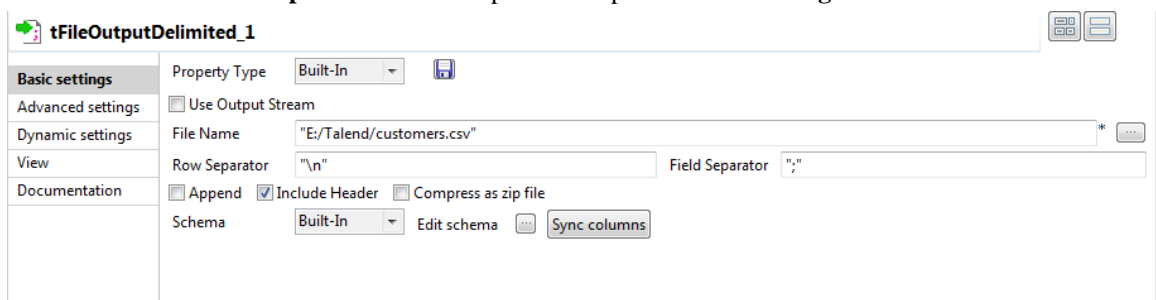 tFileOutputDelimited_1
Basic settings
Property Type Built-In
Advanced settings
Use Output Stream
Dynamic settings
File Name "E:/Talend/customers.csv" * ...
View
Row Separator "\n" Field Separator ";"
Documentation
Append Include Header Compress as zip file
Schema Built-In Edit schema ... Sync columns